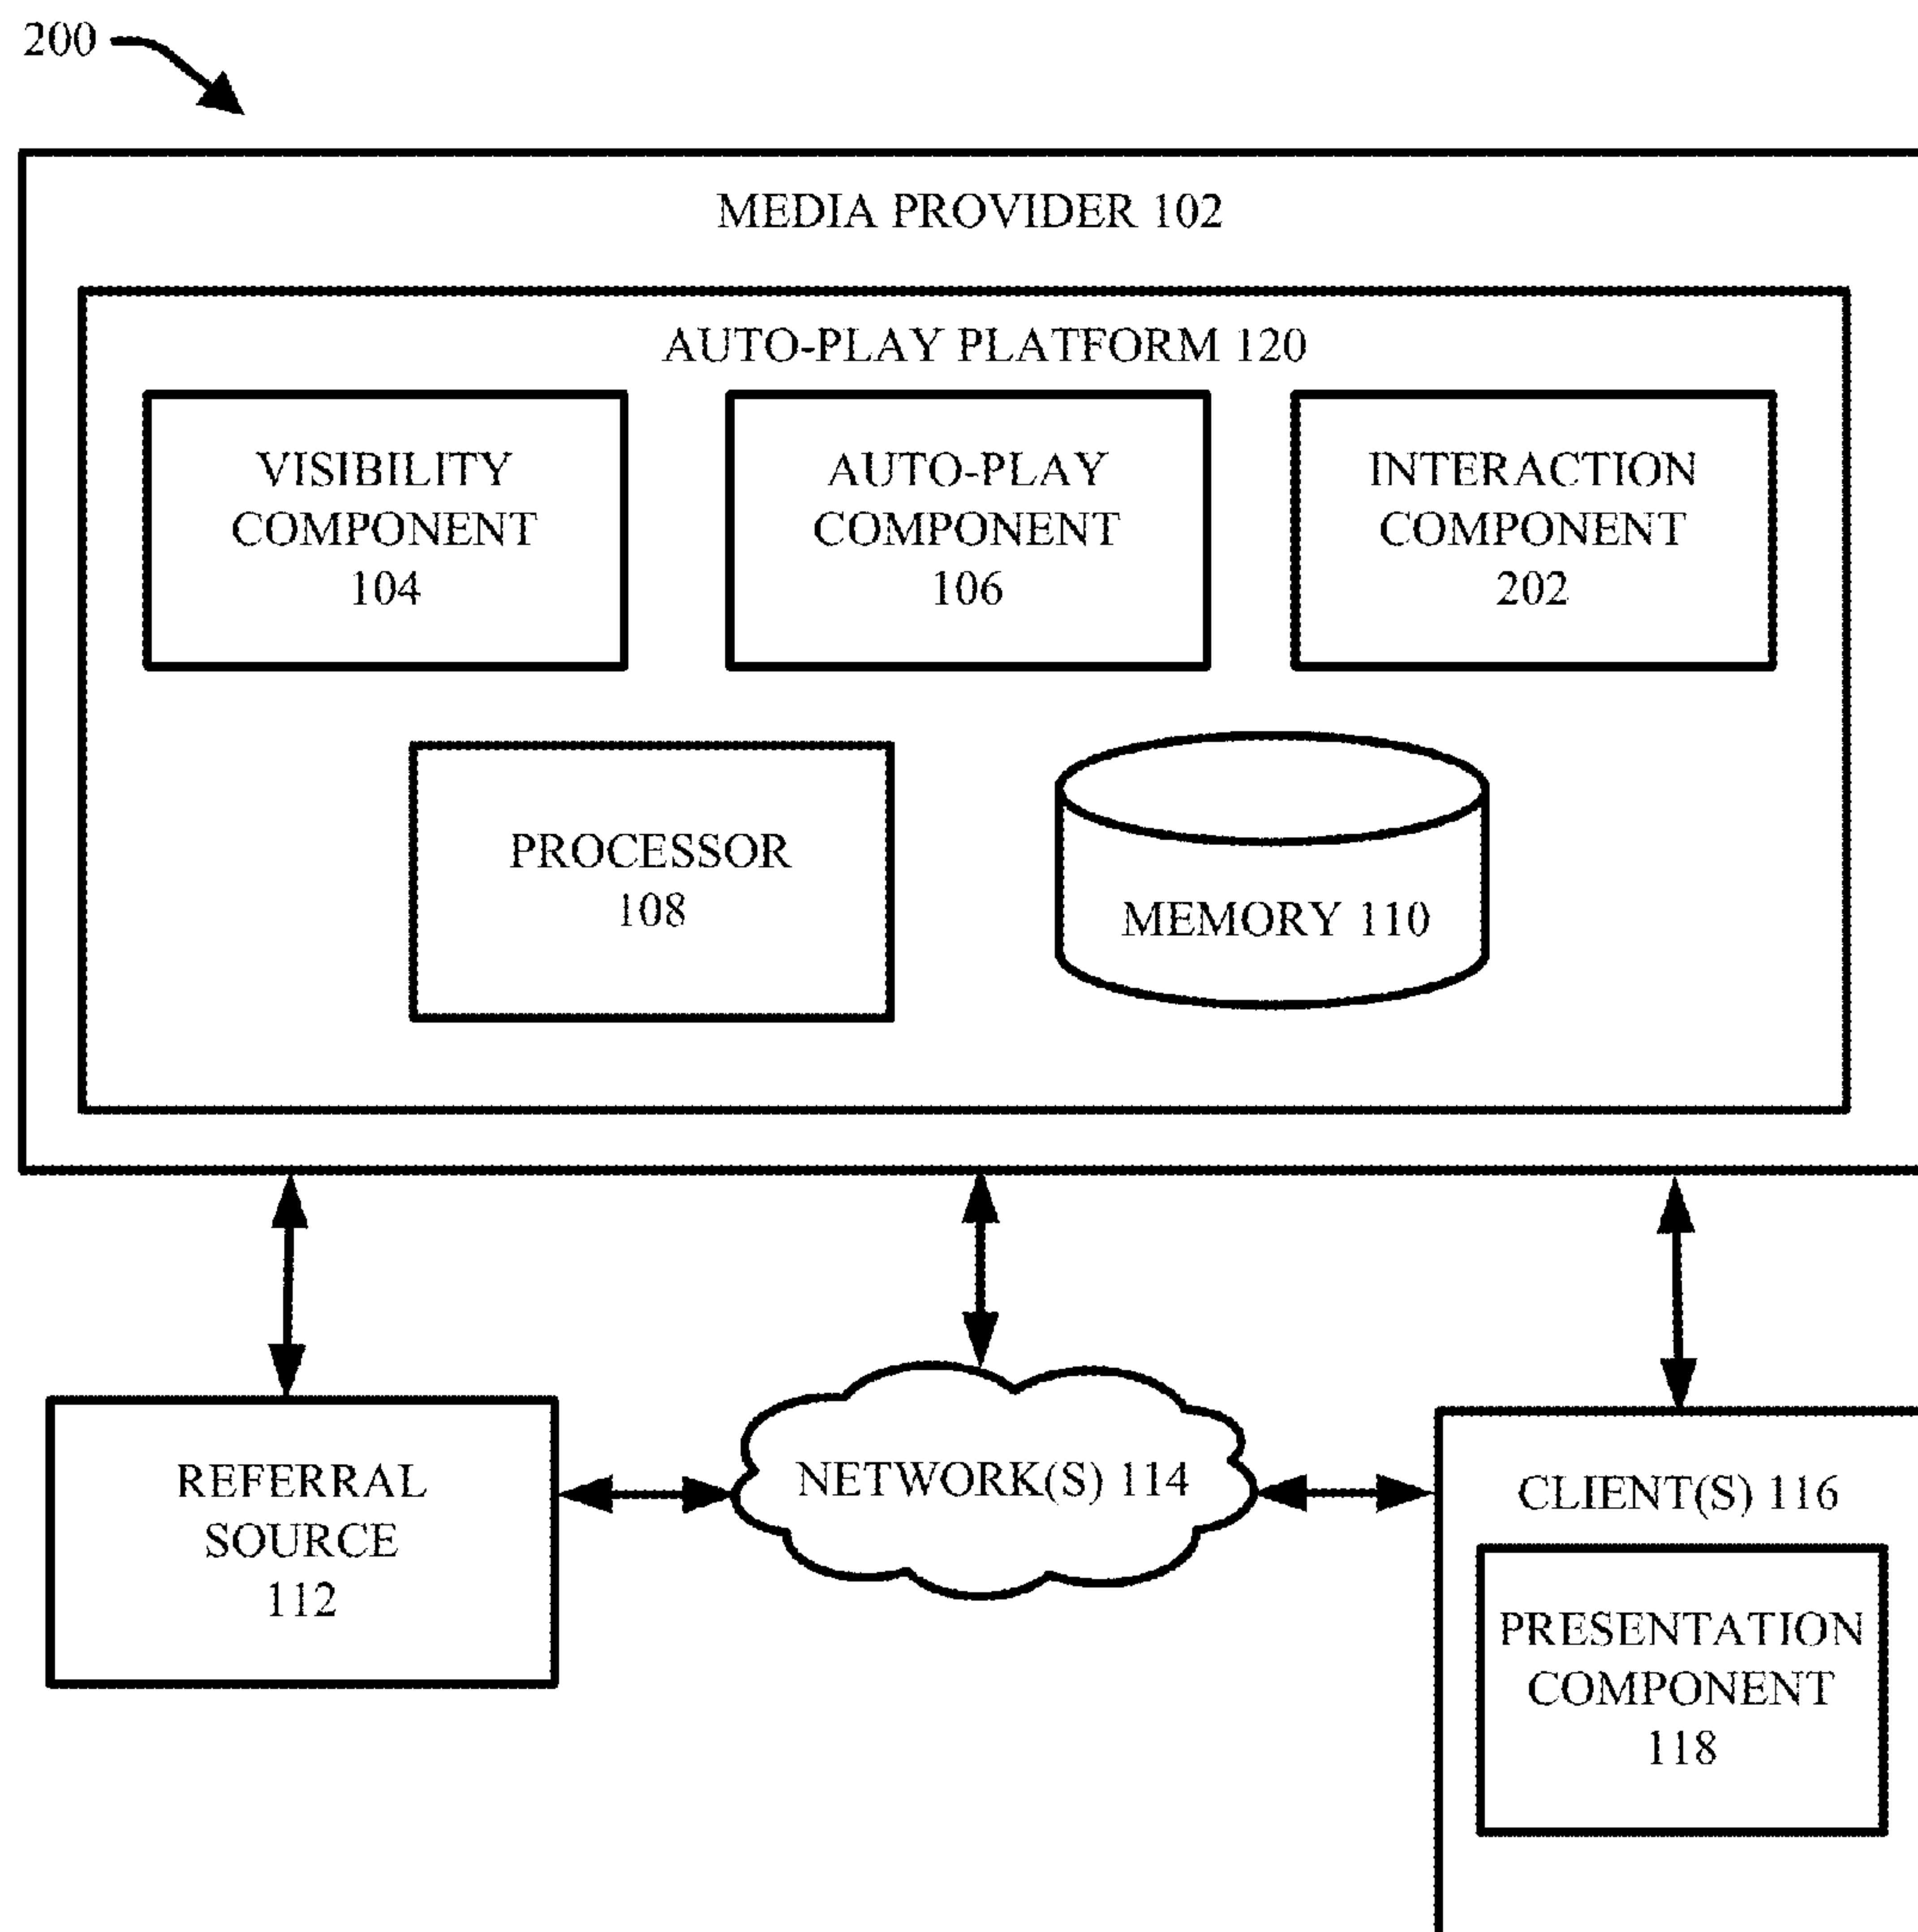 200
MEDIA PROVIDER 102
AUTO-PLAY PLATFORM 120
VISIBILITY
COMPONENT
104
AUTO-PLAY
COMPONENT
106
INTERACTION
COMPONENT
202
PROCESSOR
108
MEMORY 110
REFERRAL
SOURCE
112
NETWORK(S) 114
CLIENT(S) 116
PRESENTATION
COMPONENT
118